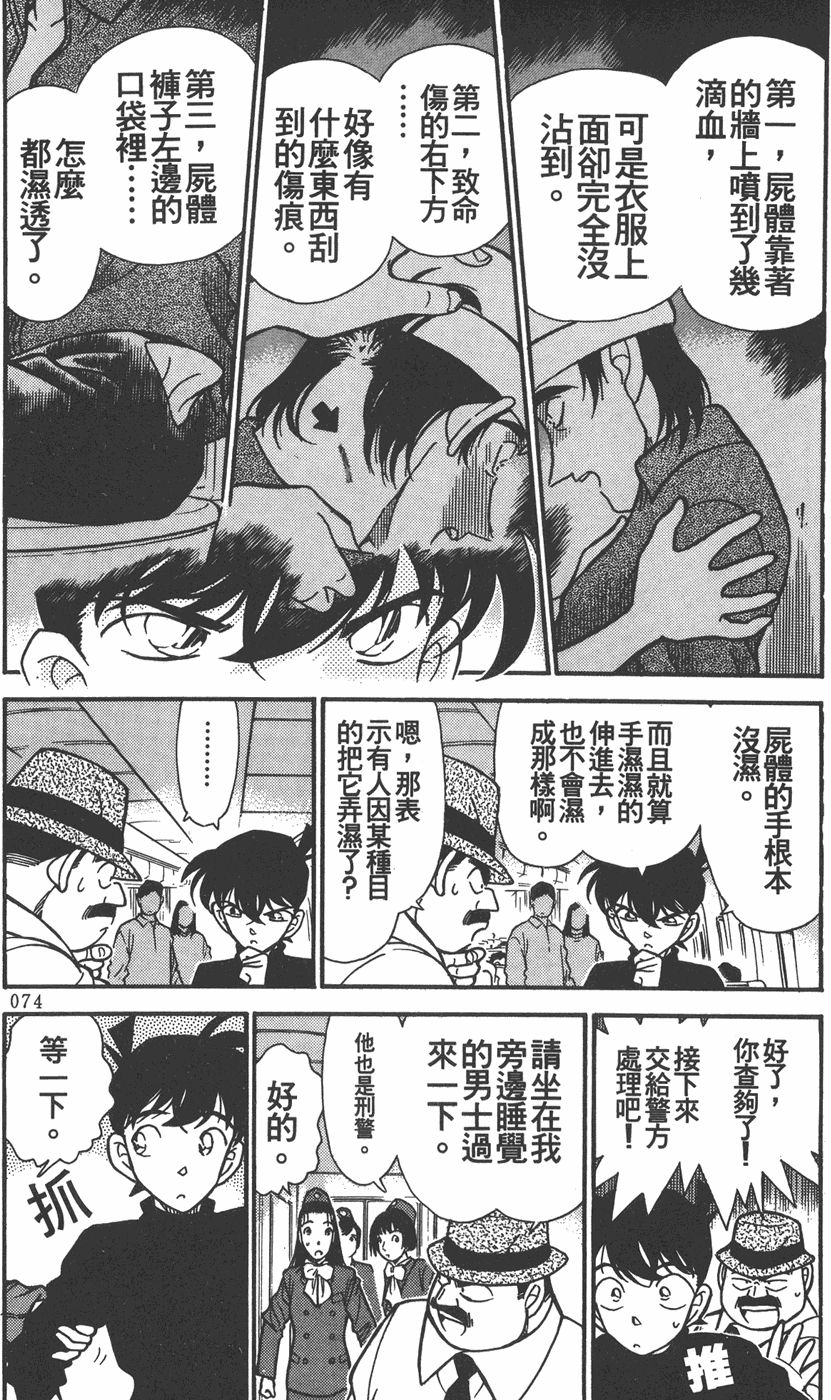 第一，屍體靠著
的牆上噴到了幾
滴血，
可是衣服上
面卻完全沒
沾到。
第二，致命
傷的右下方
……
好像有
什麼東西刮
到的傷痕。
第三，屍體
褲子左邊的
口袋裡……
怎麼
都濕透了。
屍體的手根本
沒濕。
而且就算
手濕濕的
伸進去，
也不會濕
成那樣啊。
嗯，那表
示有人因某種目
的把它弄濕了？
………
074
好了，
你查夠了！
接下來
交給警方
處理吧！
推
請坐在我
旁邊睡覺
的男士過
來一下。
他也是刑警。
好的。
等一下。
抓